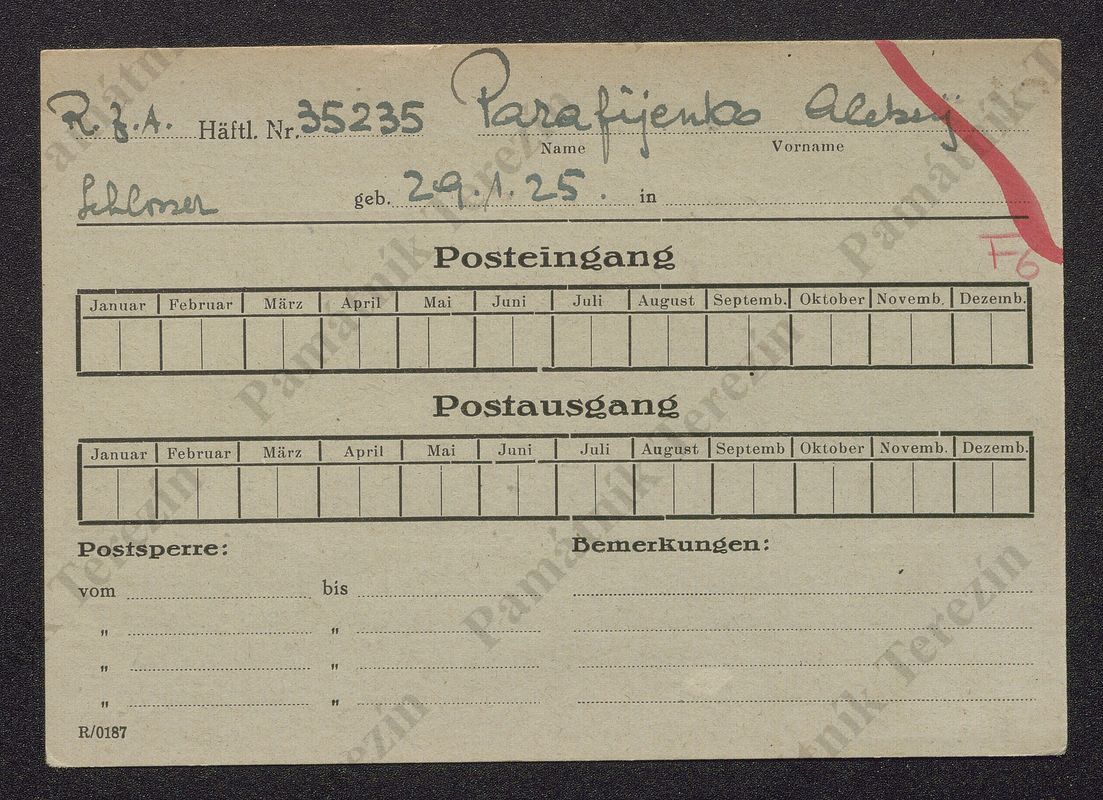 R.z.A. Häftl. Nr. 35235 Parafijenko Aleksij
Name Vorname
Schlosser geb. 29.1.25. in
Posteingang
F6
Januar Februar März April Mai Juni Juli August Septemb. Oktober Novemb. Dezemb.
Postausgang
Januar Februar März April Mai Juni Juli August Septemb Oktober Novemb. Dezemb.
Postsperre: Bemerkungen:
vom bis
" "
" "
" "
R/0187
Památník Terezín